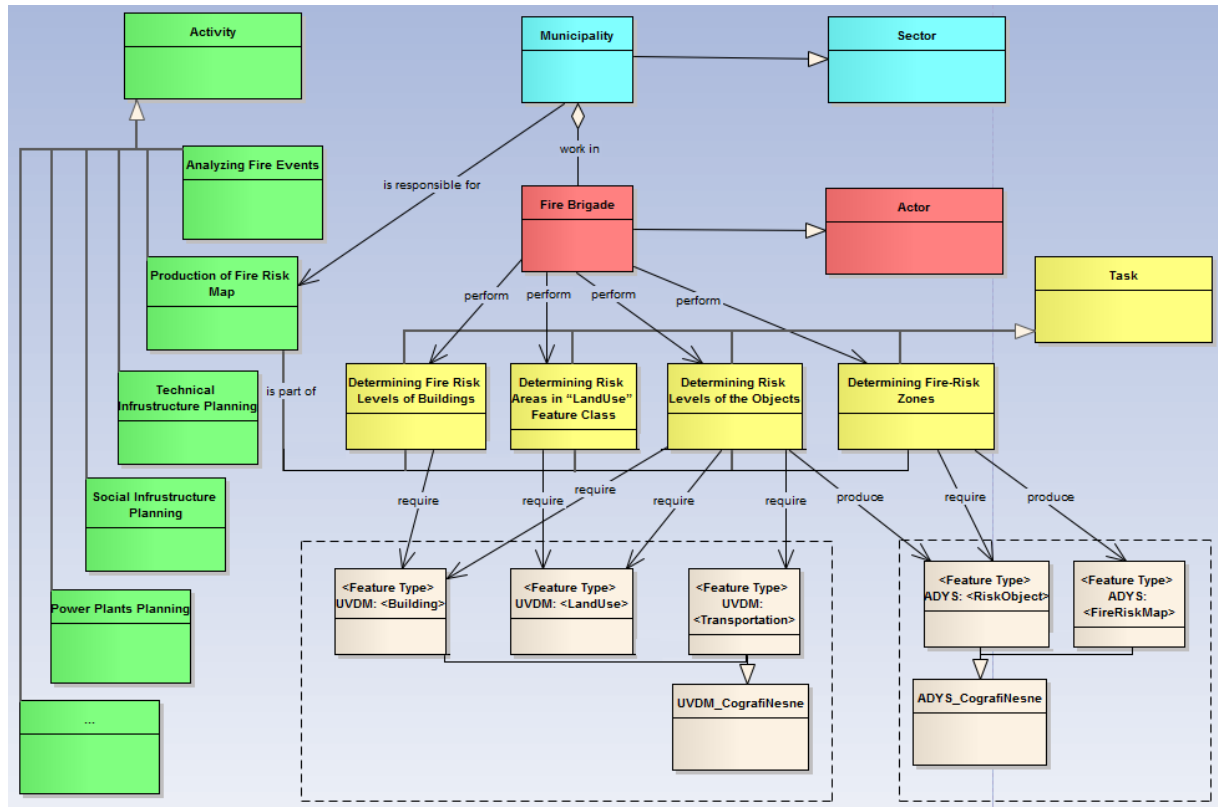 Activity
Municipality
Sector
work in
Analyzing Fire Events
is responsible for
Fire Brigade
Actor
Production of Fire Risk
Map
Task
perform
perform
perform
perform
Technical
Infrustructure Planning
is part of
Determining Fire Risk
Levels of Buildings
Determining Risk
Areas in “LandUse”
Feature Class
Determining Risk
Levels of the Objects
Determining Fire-Risk
Zones
Social Infrustructure
Planning
require
require
require
require
require
produce
require
produce
Power Plants Planning
<Feature Type>
UVDM: <Building>
<Feature Type>
UVDM: <LandUse>
<Feature Type>
UVDM:
<Transportation>
<Feature Type>
ADYS: <RiskObject>
<Feature Type>
ADYS:
<FireRiskMap>
...
UVDM_CografiNesne
ADYS_CografiNesne